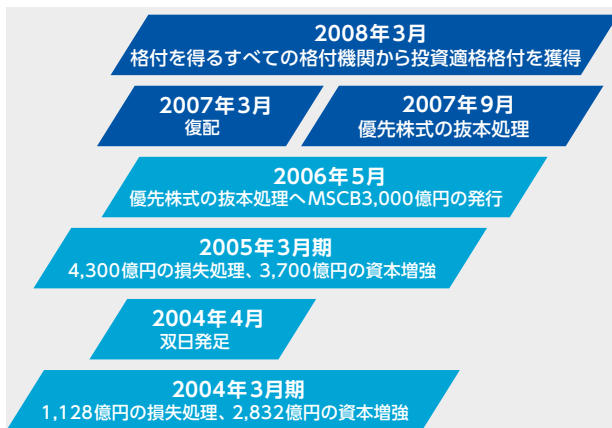 2008年3月
格付を得るすべての格付機関から投資適格格付を獲得
2007年3月
復配
2007年9月
優先株式の抜本処理
2006年5月
優先株式の抜本処理へMSCB3,000億円の発行
2005年3月期
4,300億円の損失処理、3,700億円の資本増強
2004年4月
双日発足
2004年3月期
1,128億円の損失処理、2,832億円の資本増強